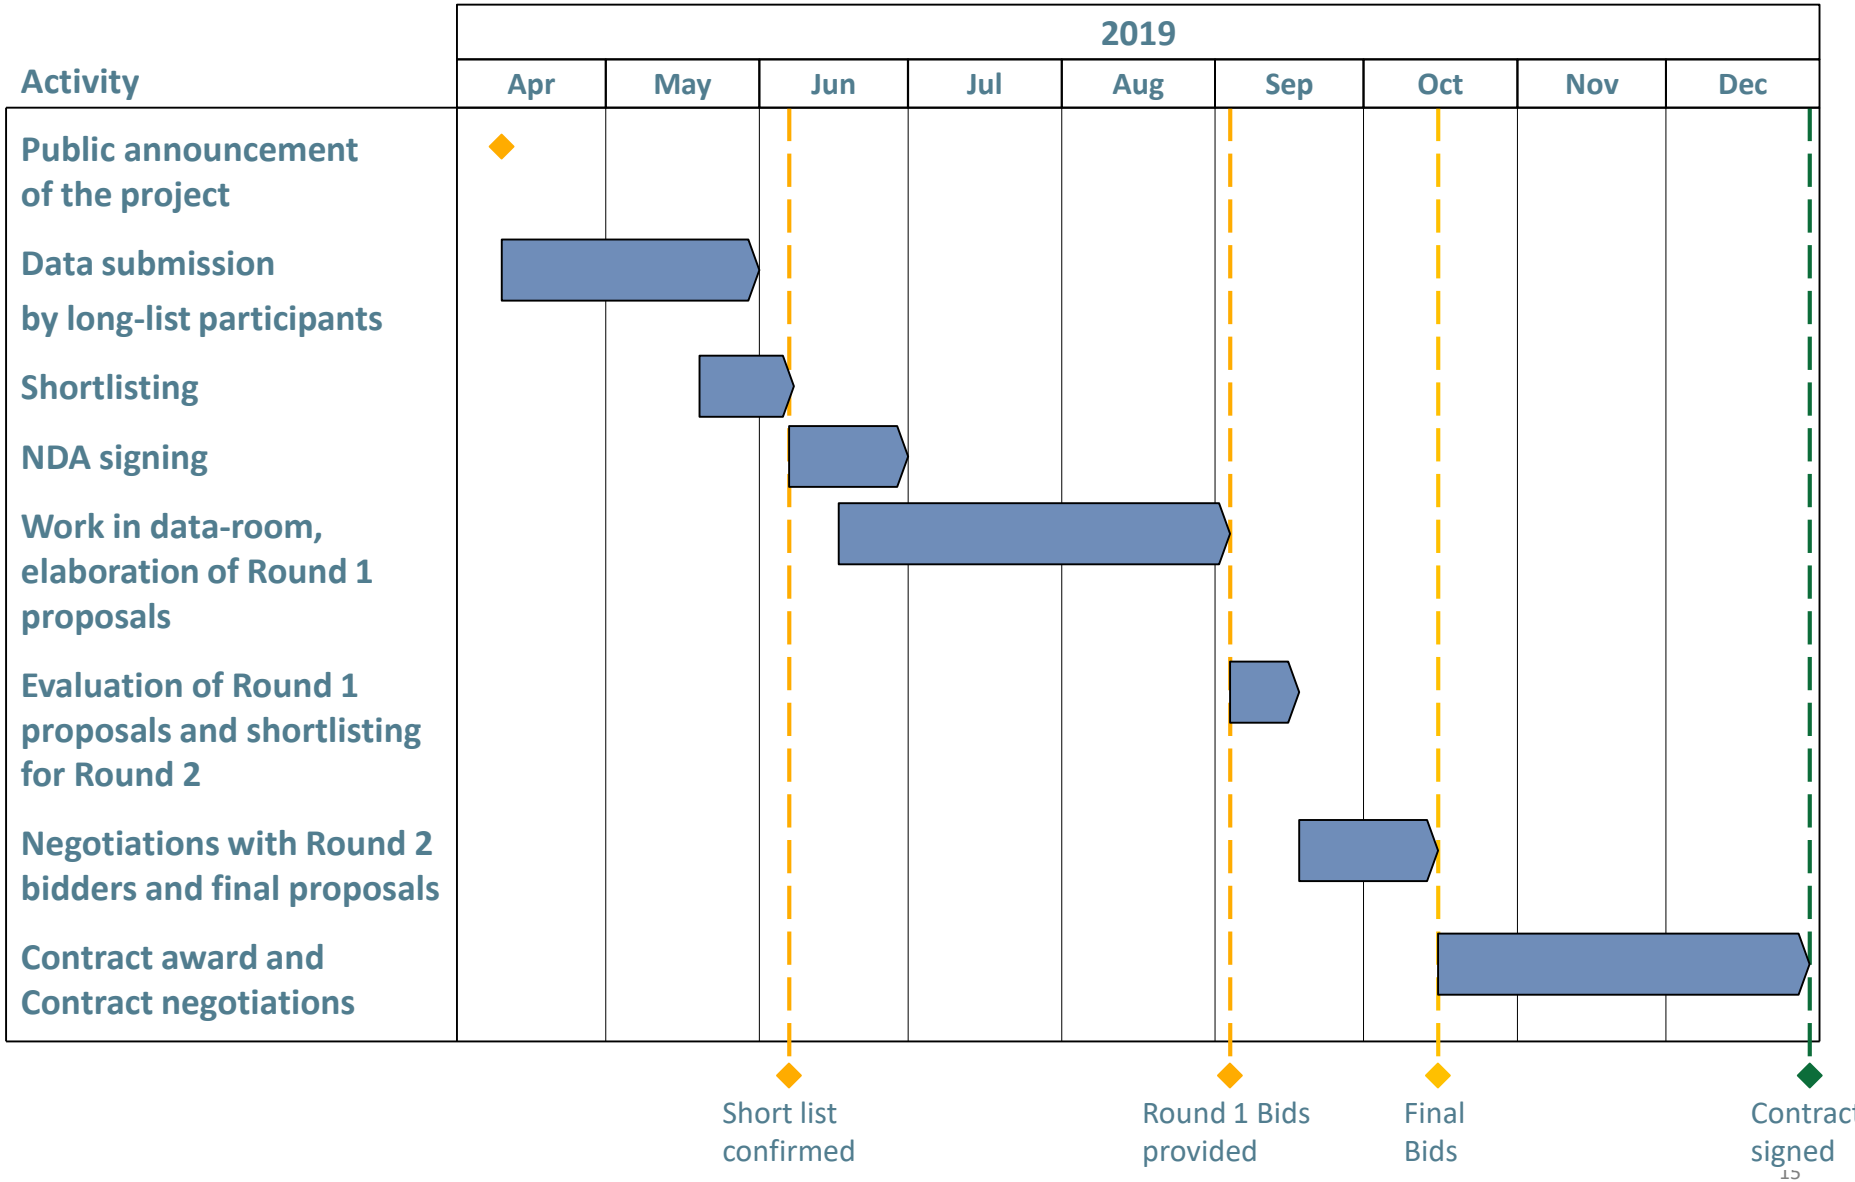 2019
Activity
Apr
May
Jun
Jul
Aug
Sep
Oct
Nov
Dec
Public announcement
of the project
Data submission
by long-list participants
Shortlisting
NDA signing
Work in data-room,
elaboration of Round 1
proposals
Evaluation of Round 1
proposals and shortlisting
for Round 2
Negotiations with Round 2
bidders and final proposals
Contract award and
Contract negotiations
Short list
confirmed
Round 1 Bids
provided
Final
Bids
Contract
signed
15